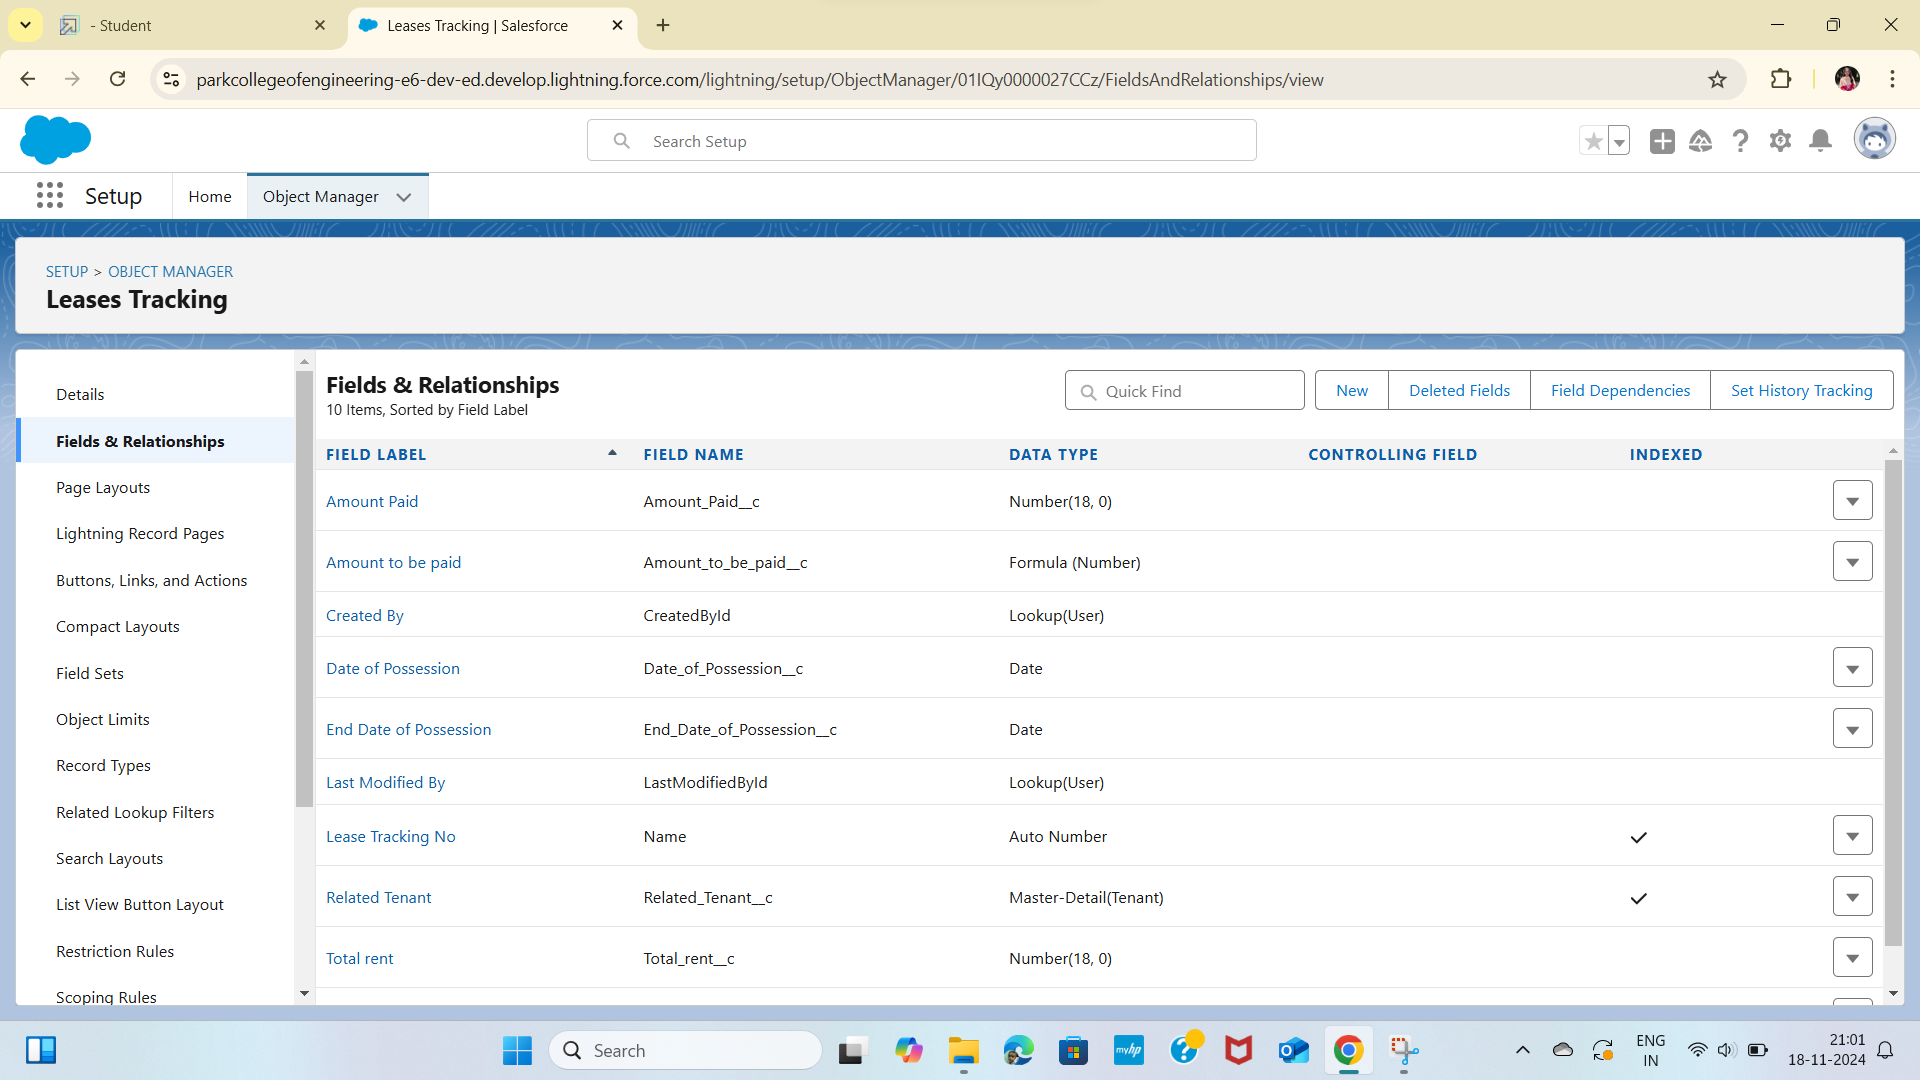 - Student
Leases Tracking | Salesforce
parkcollegeofengineering-e6-dev-ed.develop.lightning.force.com/lightning/setup/ObjectManager/01IQy0000027CCz/FieldsAndRelationships/view
Search Setup
Setup
Home
Object Manager
SETUP > OBJECT MANAGER
Leases Tracking
Details
Fields & Relationships
Page Layouts
Lightning Record Pages
Buttons, Links, and Actions
Compact Layouts
Field Sets
Object Limits
Record Types
Related Lookup Filters
Search Layouts
List View Button Layout
Restriction Rules
Scoping Rules
Fields & Relationships
10 Items, Sorted by Field Label
Quick Find
New
Deleted Fields
Field Dependencies
Set History Tracking
FIELD LABEL FIELD NAME DATA TYPE CONTROLLING FIELD INDEXED
Amount Paid Amount_Paid__c Number(18, 0)
Amount to be paid Amount_to_be_paid__c Formula (Number)
Created By CreatedById Lookup(User)
Date of Possession Date_of_Possession__c Date
End Date of Possession End_Date_of_Possession__c Date
Last Modified By LastModifiedById Lookup(User)
Lease Tracking No Name Auto Number
Related Tenant Related_Tenant__c Master-Detail(Tenant)
Total rent Total_rent__c Number(18, 0)
Search
myhp
ENG
IN
21:01
18-11-2024